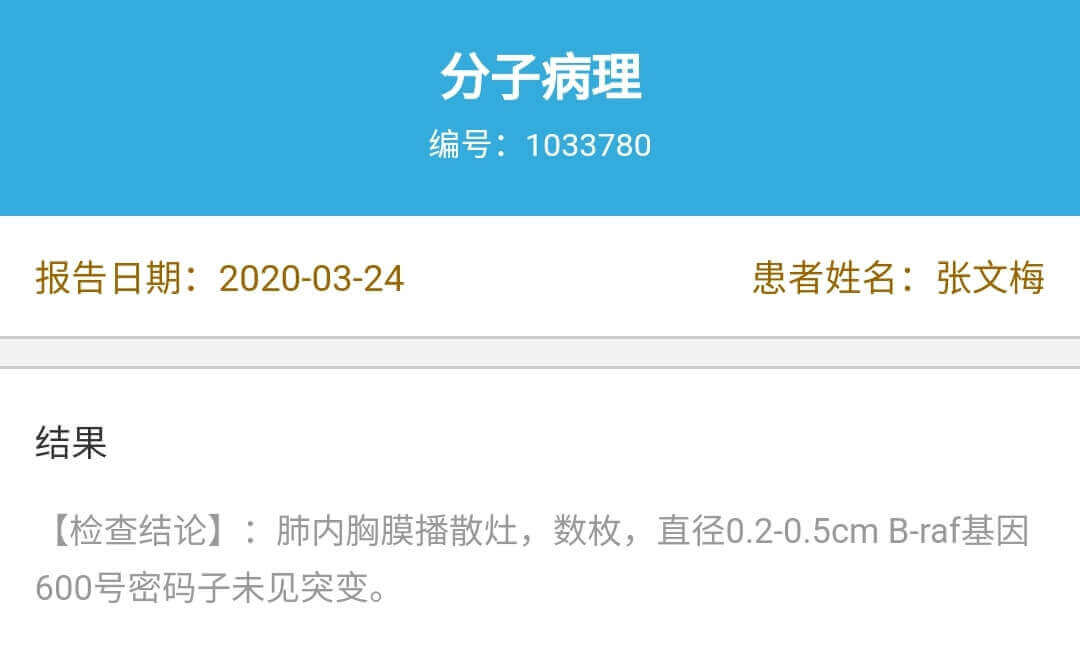 分子病理
编号：1033780
报告日期：2020-03-24 患者姓名：张文梅
结果
【检查结论】：肺内胸膜播散灶，数枚，直径0.2-0.5cm B-raf基因
600号密码子未见突变。